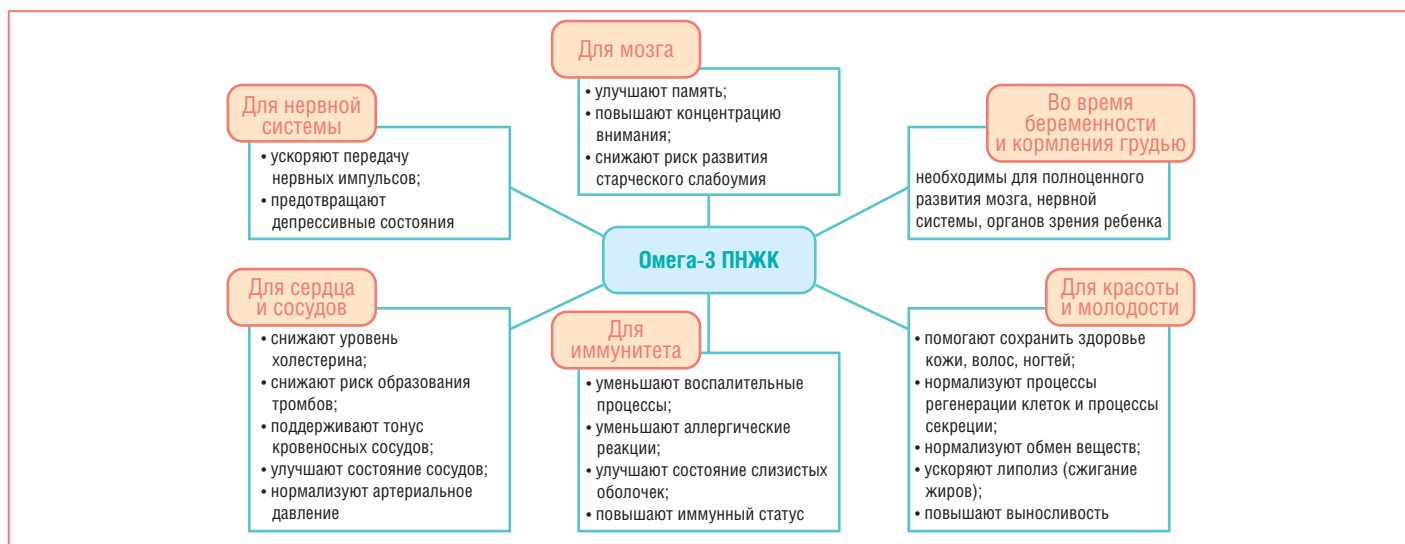 Для мозга
• улучшают память;
• повышают концентрацию
внимания;
• снижают риск развития
старческого слабоумия
Для нервной
системы
• ускоряют передачу
нервных импульсов;
• предотвращают
депрессивные состояния
Во время
беременности
и кормления грудью
необходимы для полноценного
развития мозга, нервной
системы, органов зрения ребенка
Омега-3 ПНЖК
Для сердца
и сосудов
• снижают уровень
холестерина;
• снижают риск образования
тромбов;
• поддерживают тонус
кровеносных сосудов;
• улучшают состояние сосудов;
• нормализуют артериальное
давление
Для
иммунитета
• уменьшают воспалительные
процессы;
• уменьшают аллергические
реакции;
• улучшают состояние слизистых
оболочек;
• повышают иммунный статус
Для красоты
и молодости
• помогают сохранить здоровье
кожи, волос, ногтей;
• нормализуют процессы
регенерации клеток и процессы
секреции;
• нормализуют обмен веществ;
• ускоряют липолиз (сжигание
жиров);
• повышают выносливость